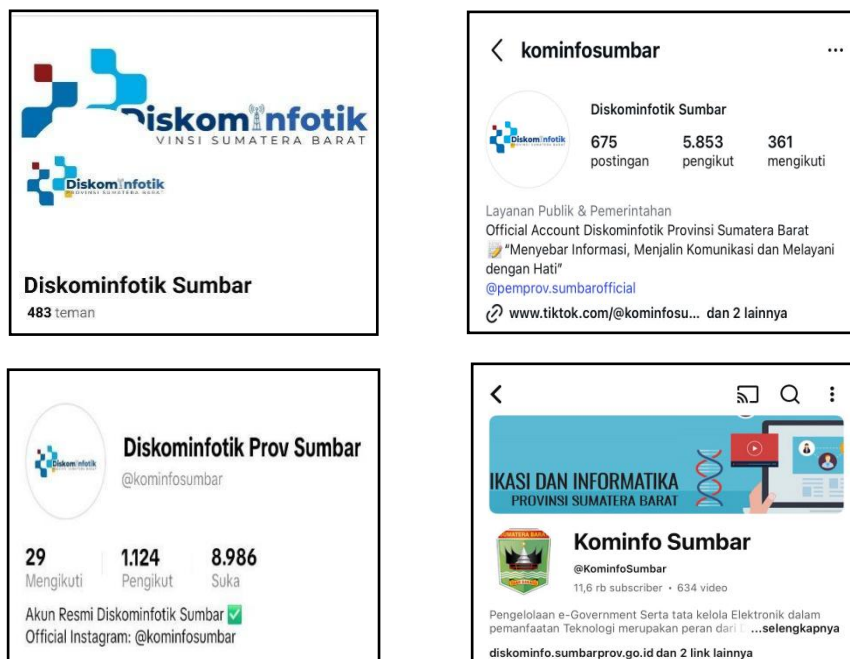 Diskominfotik
VINSI SUMATERA BARAT
Diskominfotik
PROVINSI SUMATERA BARAT
Diskominfotik Sumbar
483 teman
kominfosumbar
Diskominfotik
Diskominfotik Sumbar
675 5.853 361
postingan pengikut mengikuti
Layanan Publik & Pemerintahan
Official Account Diskominfotik Provinsi Sumatera Barat
📝 “Menyebar Informasi, Menjalin Komunikasi dan Melayani
dengan Hati”
@pemprov.sumbarofficial
www.tiktok.com/@kominfosu... dan 2 lainnya
Diskominfotik
Diskominfotik Prov Sumbar
@kominfosumbar
29 1.124 8.986
Mengikuti Pengikut Suka
Akun Resmi Diskominfotik Sumbar ✅
Official Instagram: @kominfosumbar
IKASI DAN INFORMATIKA
PROVINSI SUMATERA BARAT
SUMATERA BARAT
Kominfo Sumbar
@KominfoSumbar
11,6 rb subscriber • 634 video
Pengelolaan e-Government Serta tata kelola Elektronik dalam
pemanfaatan Teknologi merupakan peran dari ...selengkapnya
diskominfo.sumbarprov.go.id dan 2 link lainnya